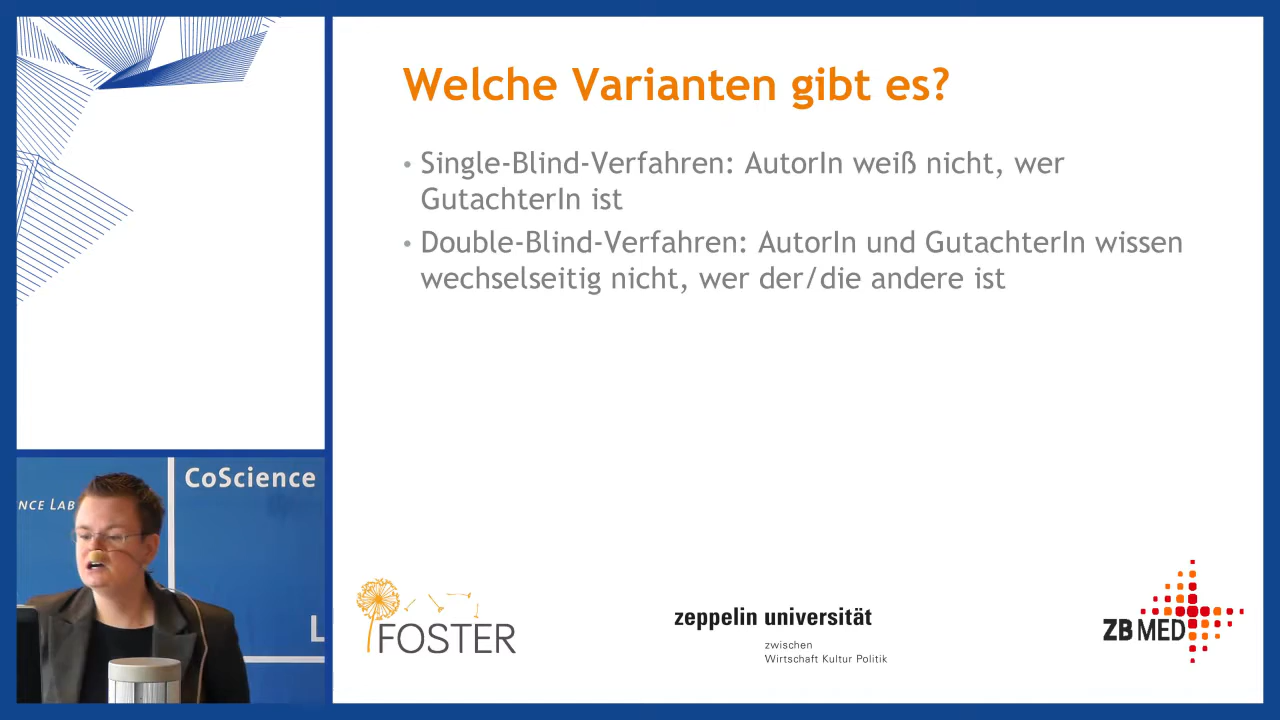 Welche Varianten gibt es?
• Single-Blind-Verfahren: AutorIn weiß nicht, wer
GutachterIn ist
• Double-Blind-Verfahren: AutorIn und GutachterIn wissen
wechselseitig nicht, wer der/die andere ist
CoScience
NCE LAB
L
FOSTER
zeppelin universität
zwischen
Wirtschaft Kultur Politik
ZB MED